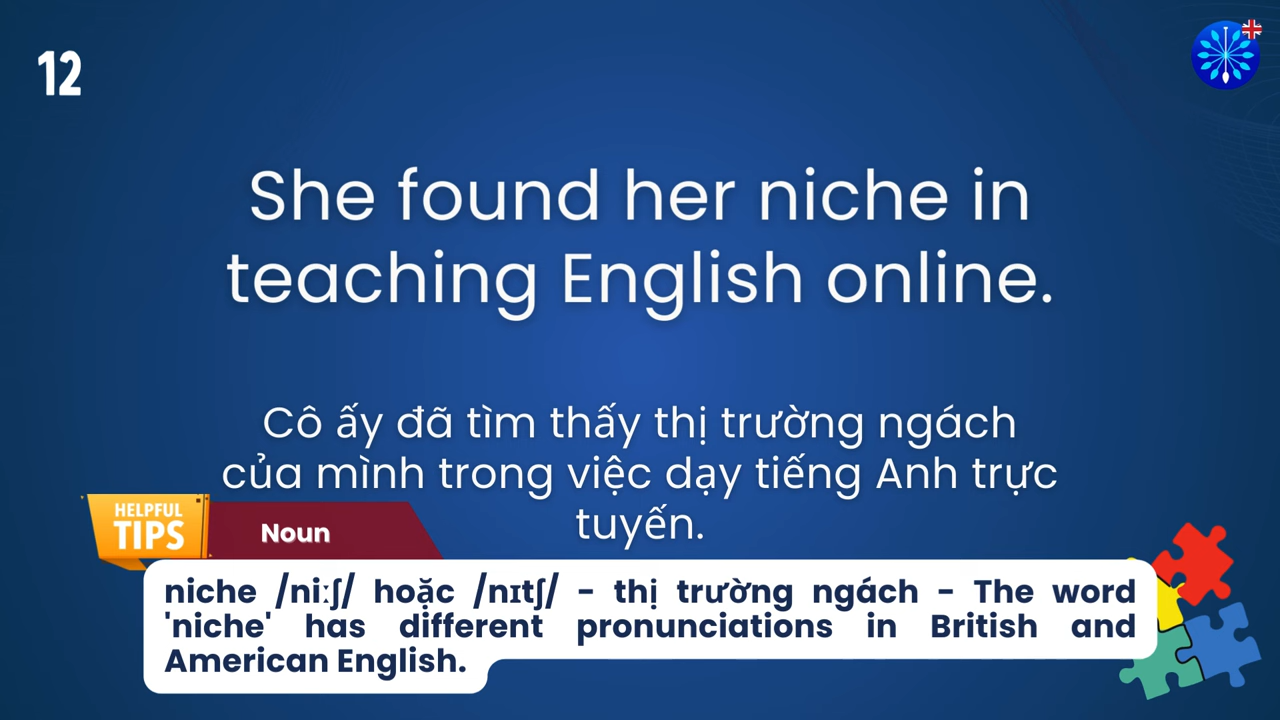 12
She found her niche in
teaching English online.
Cô ấy đã tìm thấy thị trường ngách
của mình trong việc dạy tiếng Anh trực
tuyến.
HELPFUL
TIPS
Noun
niche /niːʃ/ hoặc /nɪtʃ/ - thị trường ngách - The word
'niche' has different pronunciations in British and
American English.